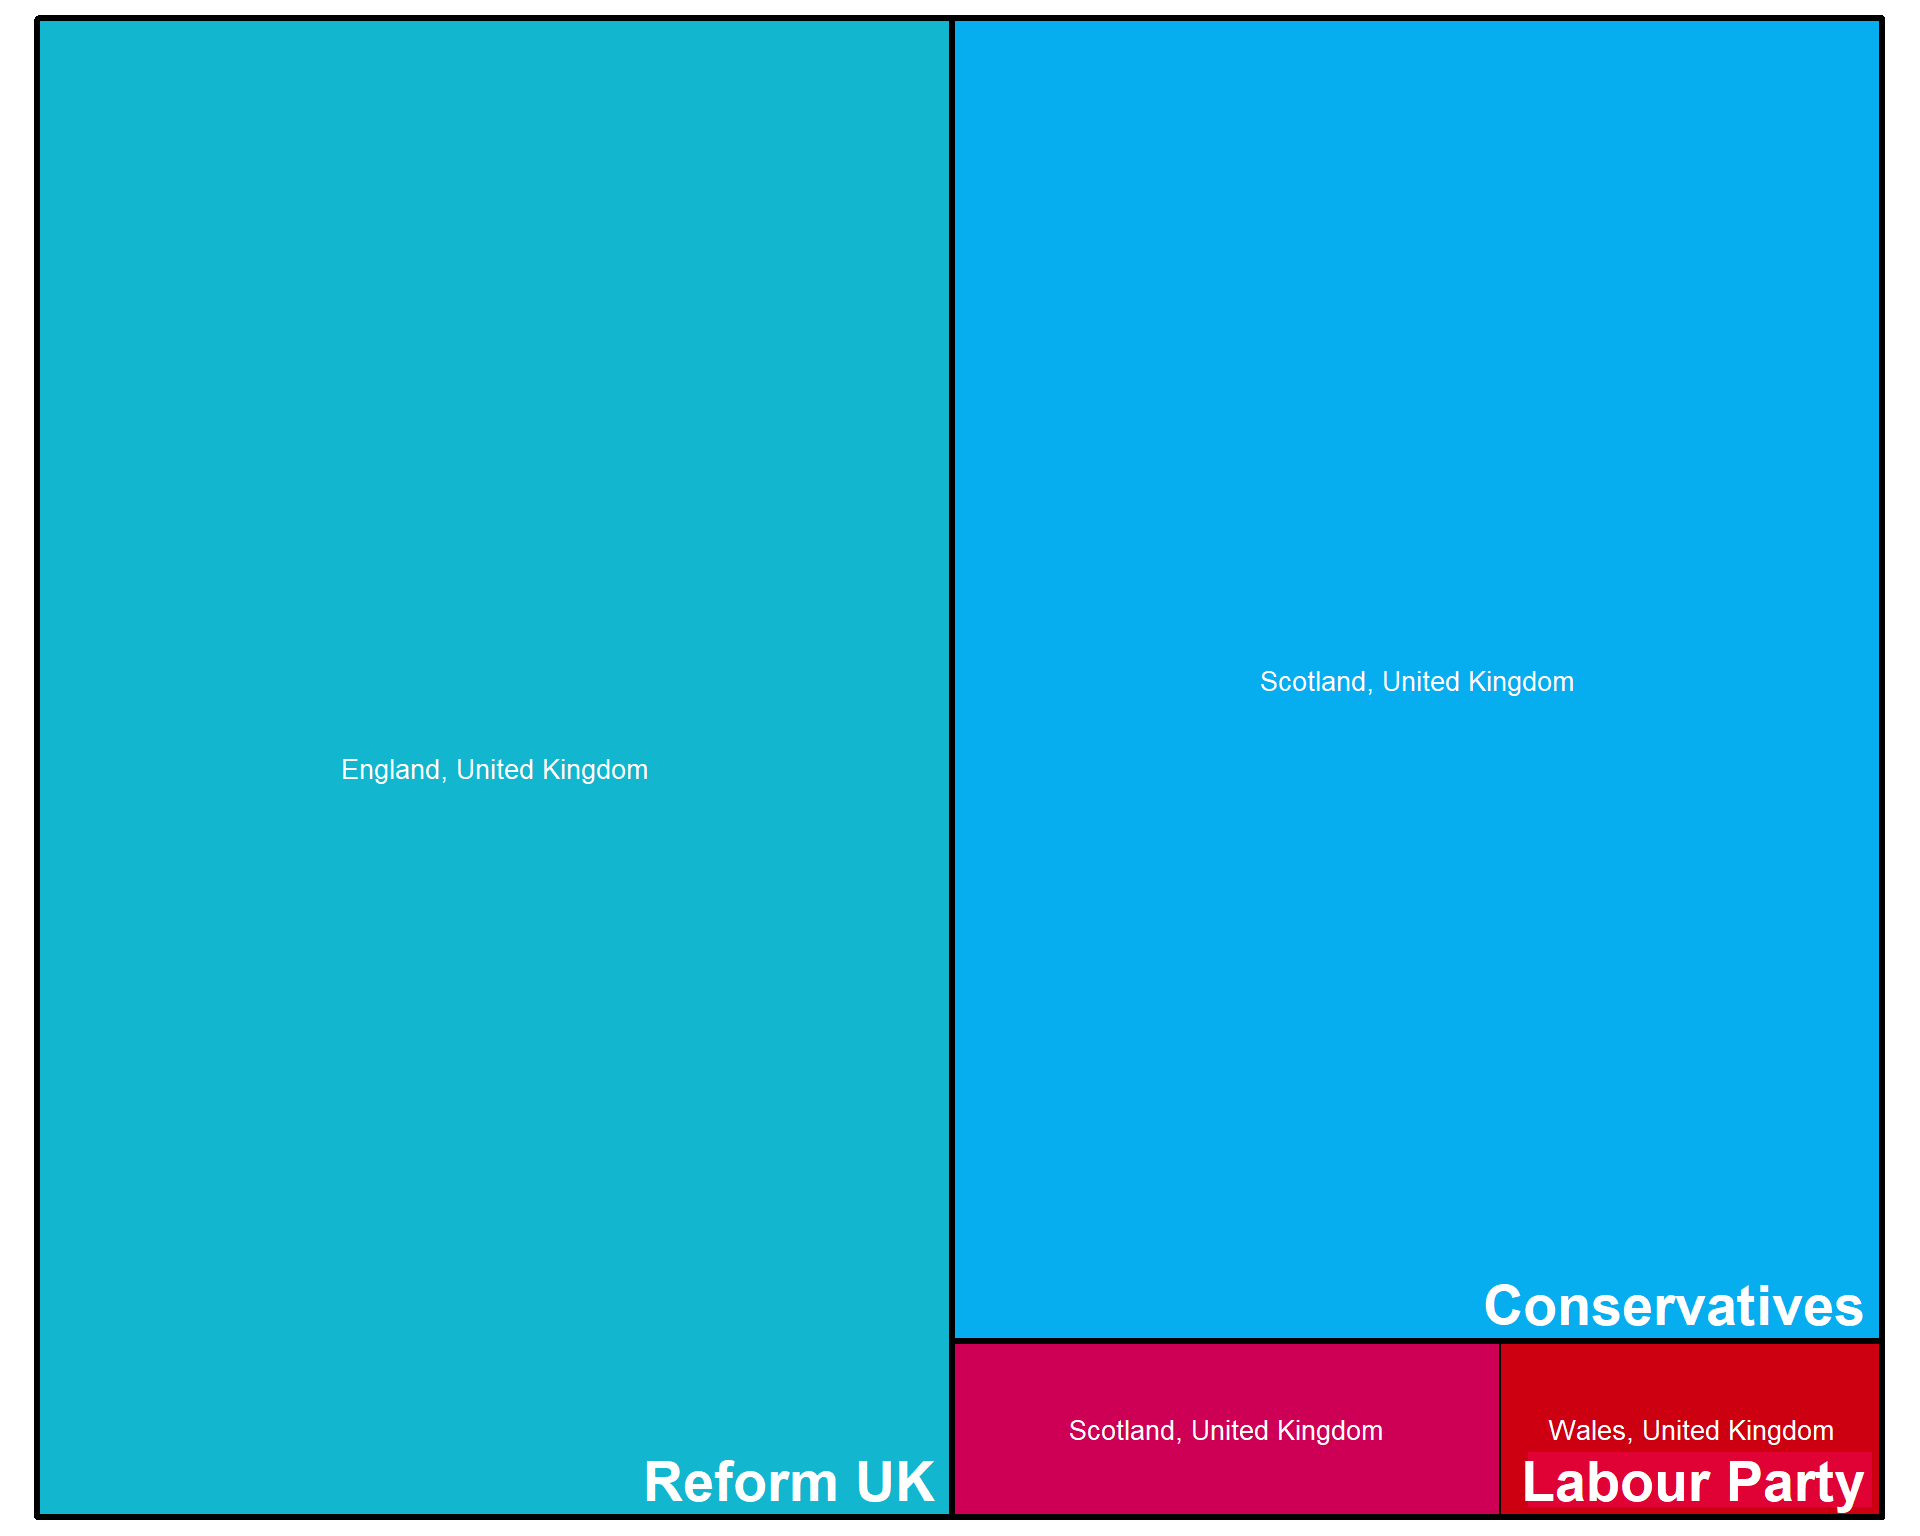 England, United Kingdom
Reform UK
Scotland, United Kingdom
Conservatives
Scotland, United Kingdom
Wales, United Kingdom
Labour Party